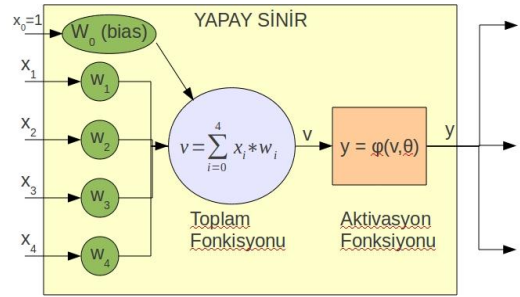 YAPAY SİNİR
x₀=1
W₀ (bias)
x₁
w₁
x₂
w₂
x₃
w₃
x₄
w₄
v=∑xᵢ*wᵢ
4
i=0
v
y = φ(v,θ)
y
Toplam
Fonkisyonu
Aktivasyon
Fonksiyonu